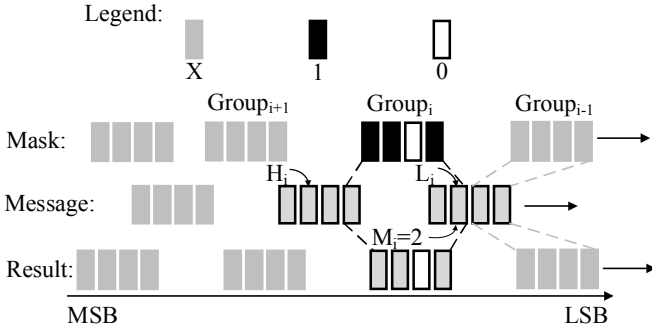 Legend:
X 1 0
Group_{i+1} Group_i Group_{i-1}
Mask:
H_i L_i
Message:
M_i=2
Result:
MSB LSB